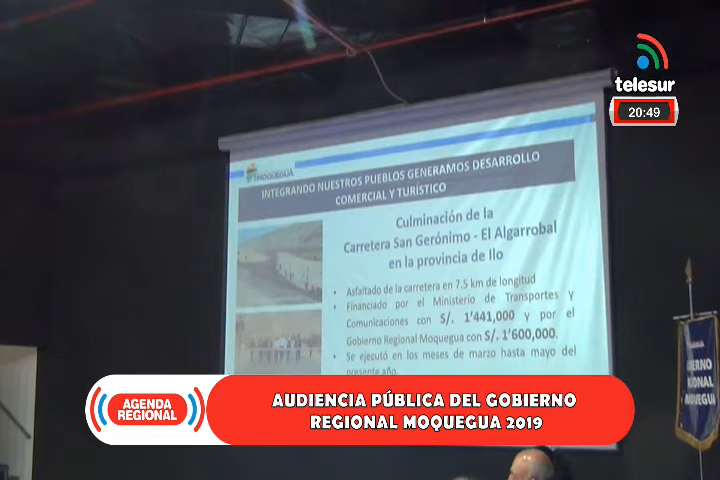 telesur
20:49
MOQUEGUA
INTEGRANDO NUESTROS PUEBLOS GENERAMOS DESARROLLO
COMERCIAL Y TURÍSTICO
Culminación de la
Carretera San Gerónimo - El Algarrobal
en la provincia de Ilo
• Asfaltado de la carretera en 7.5 km de longitud
• Financiado por el Ministerio de Transportes y
Comunicaciones con S/. 1'441,000 y por el
Gobierno Regional Moquegua con S/. 1'600,000.
• Se ejecutó en los meses de marzo hasta mayo del
presente año.
GOBIERNO
REGIONAL
MOQUEGUA
AGENDA
REGIONAL
AUDIENCIA PÚBLICA DEL GOBIERNO
REGIONAL MOQUEGUA 2019